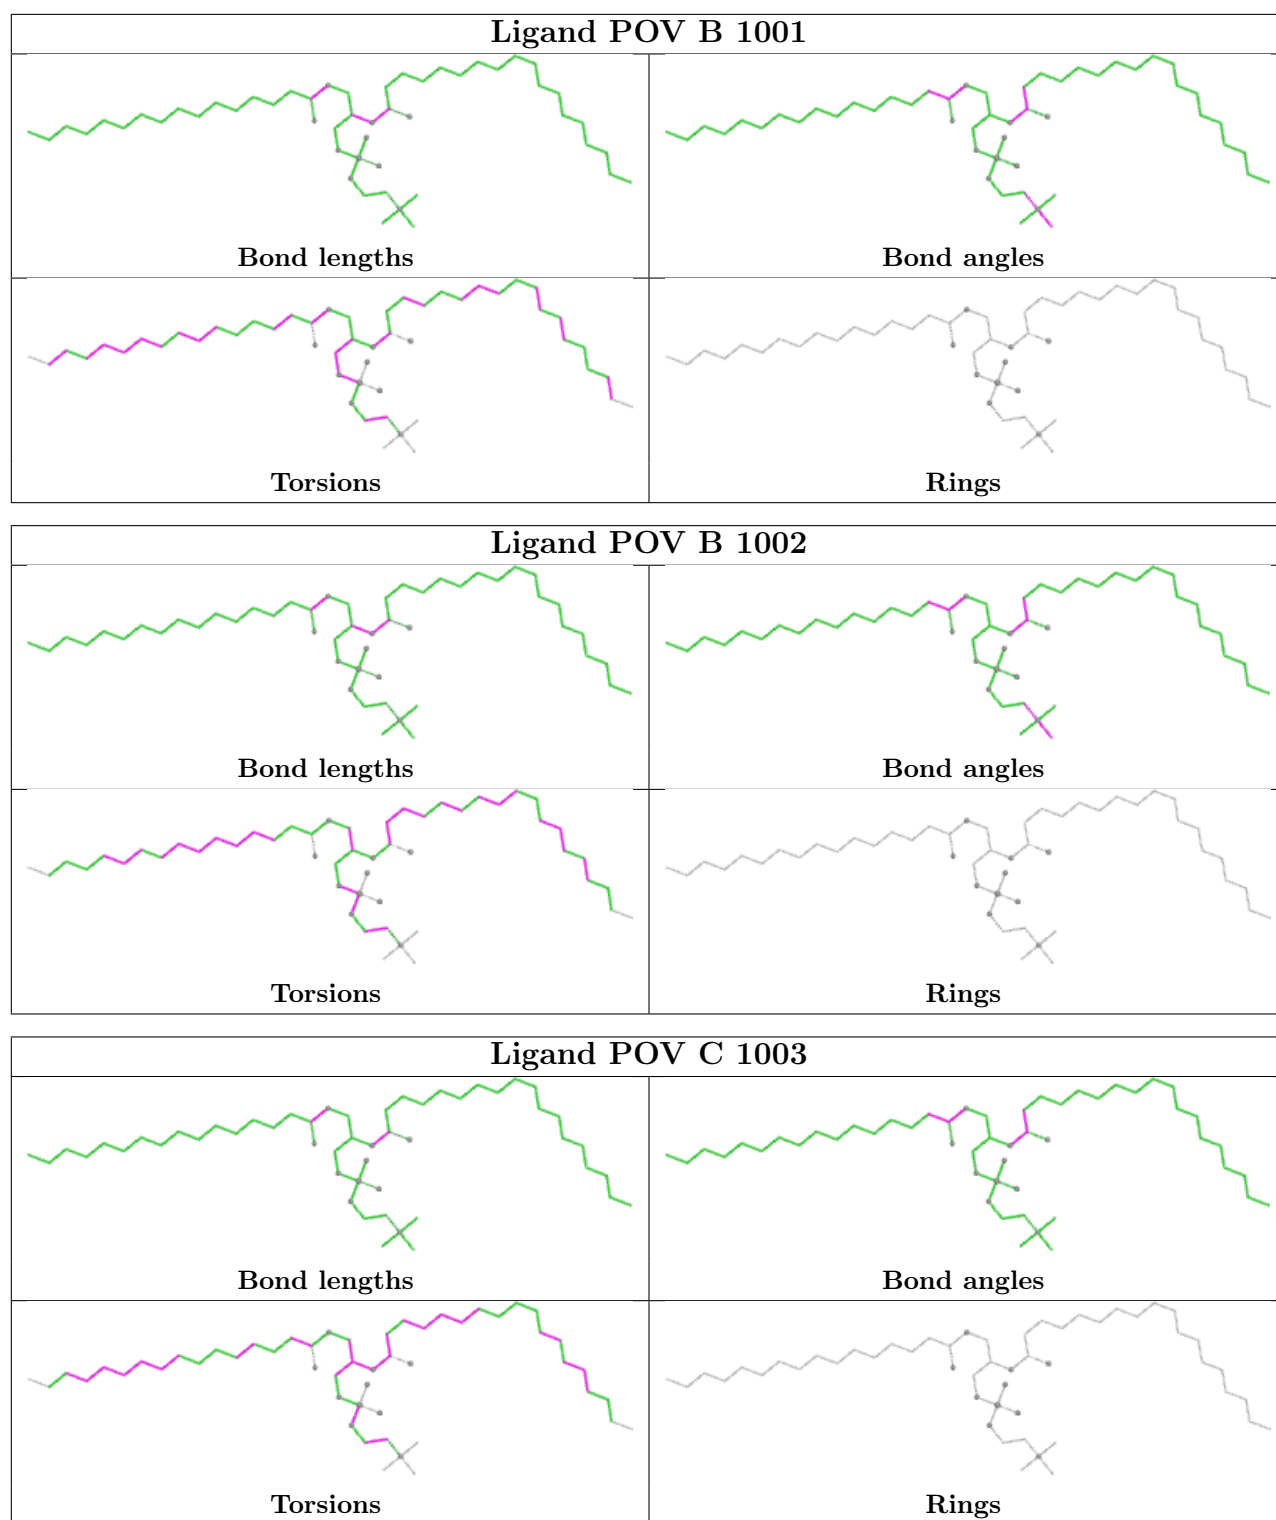 Ligand POV B 1001
Bond lengths
Bond angles
Torsions
Rings
Ligand POV B 1002
Bond lengths
Bond angles
Torsions
Rings
Ligand POV C 1003
Bond lengths
Bond angles
Torsions
Rings